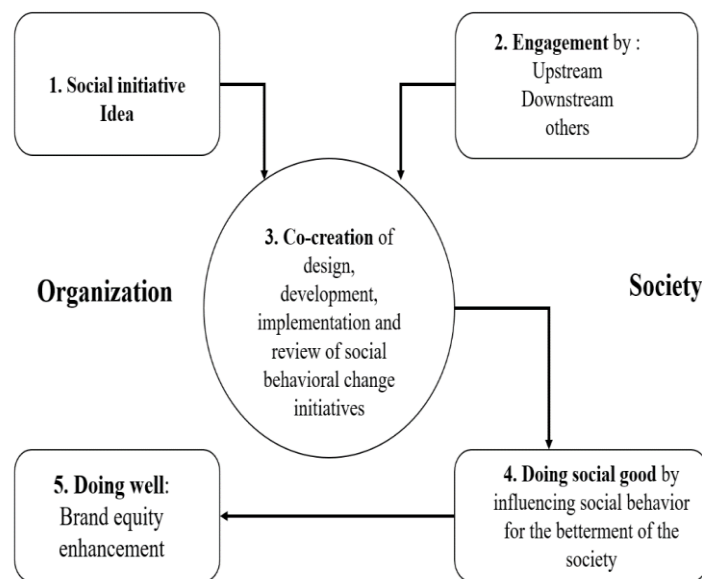 1. Social initiative
Idea
2. Engagement by :
Upstream
Downstream
others
3. Co-creation of
design,
development,
implementation and
review of social
behavioral change
initiatives
Organization
Society
5. Doing well:
Brand equity
enhancement
4. Doing social good by
influencing social behavior
for the betterment of the
society